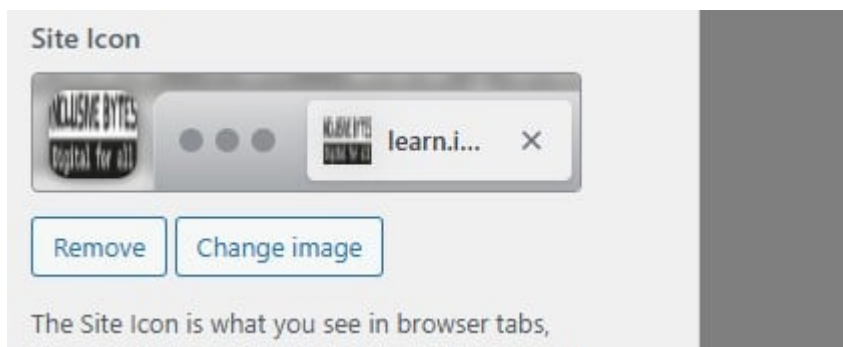 Site Icon
NCLUSIVE BYTES
Digital for all
learn.i... ×
Remove Change image
The Site Icon is what you see in browser tabs,